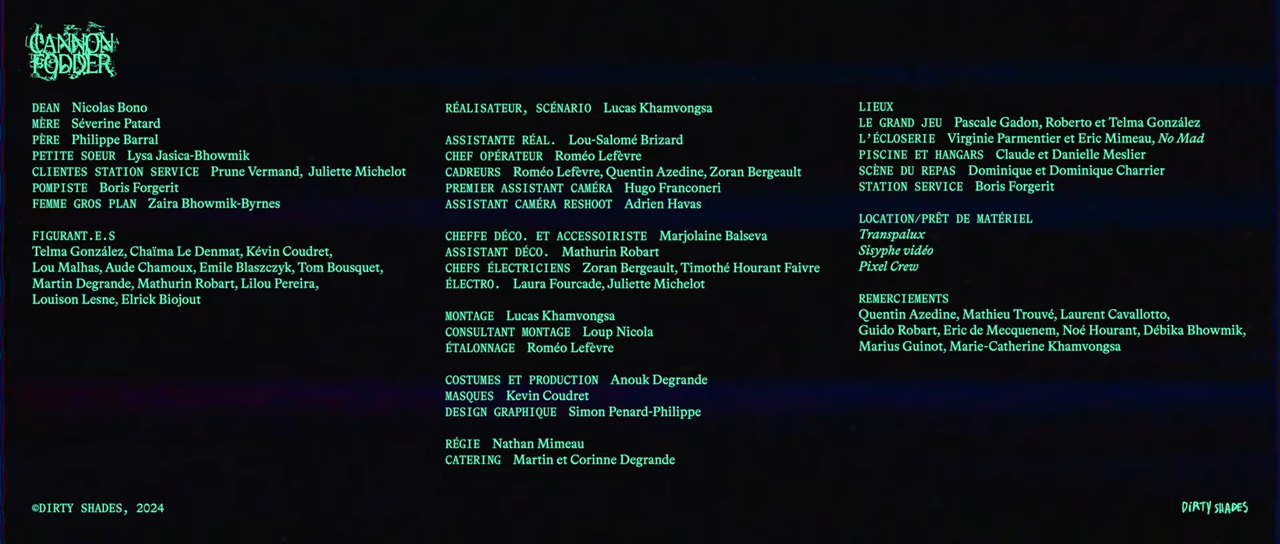 CANNON
FODDER
DEAN Nicolas Bono
MÈRE Séverine Patard
PÈRE Philippe Barral
PETITE SOEUR Lysa Jasica-Bhowmik
CLIENTES STATION SERVICE Prune Vermand, Juliette Michelot
POMPISTE Boris Forgerit
FEMME GROS PLAN Zaira Bhowmik-Byrnes
FIGURANT.E.S
Telma González, Chaïma Le Denmat, Kévin Coudret,
Lou Malhas, Aude Chamoux, Emile Blaszczyk, Tom Bousquet,
Martin Degrande, Mathurin Robart, Lilou Pereira,
Louison Lesne, Elrick Biojout
RÉALISATEUR, SCÉNARIO Lucas Khamvongsa
ASSISTANTE RÉAL. Lou-Salomé Brizard
CHEF OPÉRATEUR Roméo Lefèvre
CADREURS Roméo Lefèvre, Quentin Azedine, Zoran Bergeault
PREMIER ASSISTANT CAMÉRA Hugo Franconeri
ASSISTANT CAMÉRA RESHOOT Adrien Havas
CHEFFE DÉCO. ET ACCESSOIRISTE Marjolaine Balseva
ASSISTANT DÉCO. Mathurin Robart
CHEFS ÉLECTRICIENS Zoran Bergeault, Timothé Hourant Faivre
ÉLECTRO. Laura Fourcade, Juliette Michelot
MONTAGE Lucas Khamvongsa
CONSULTANT MONTAGE Loup Nicola
ÉTALONNAGE Roméo Lefèvre
COSTUMES ET PRODUCTION Anouk Degrande
MASQUES Kevin Coudret
DESIGN GRAPHIQUE Simon Penard-Philippe
RÉGIE Nathan Mimeau
CATERING Martin et Corinne Degrande
LIEUX
LE GRAND JEU Pascale Gadon, Roberto et Telma González
L'ÉCLOSERIE Virginie Parmentier et Eric Mimeau, No Mad
PISCINE ET HANGARS Claude et Danielle Meslier
SCÈNE DU REPAS Dominique et Dominique Charrier
STATION SERVICE Boris Forgerit
LOCATION/PRÊT DE MATÉRIEL
Transpalux
Sisyphe vidéo
Pixel Crew
REMERCIEMENTS
Quentin Azedine, Mathieu Trouvé, Laurent Cavallotto,
Guido Robart, Eric de Mecquenem, Noé Hourant, Débika Bhowmik,
Marius Guinot, Marie-Catherine Khamvongsa
©DIRTY SHADES, 2024
DIRTY SHADES